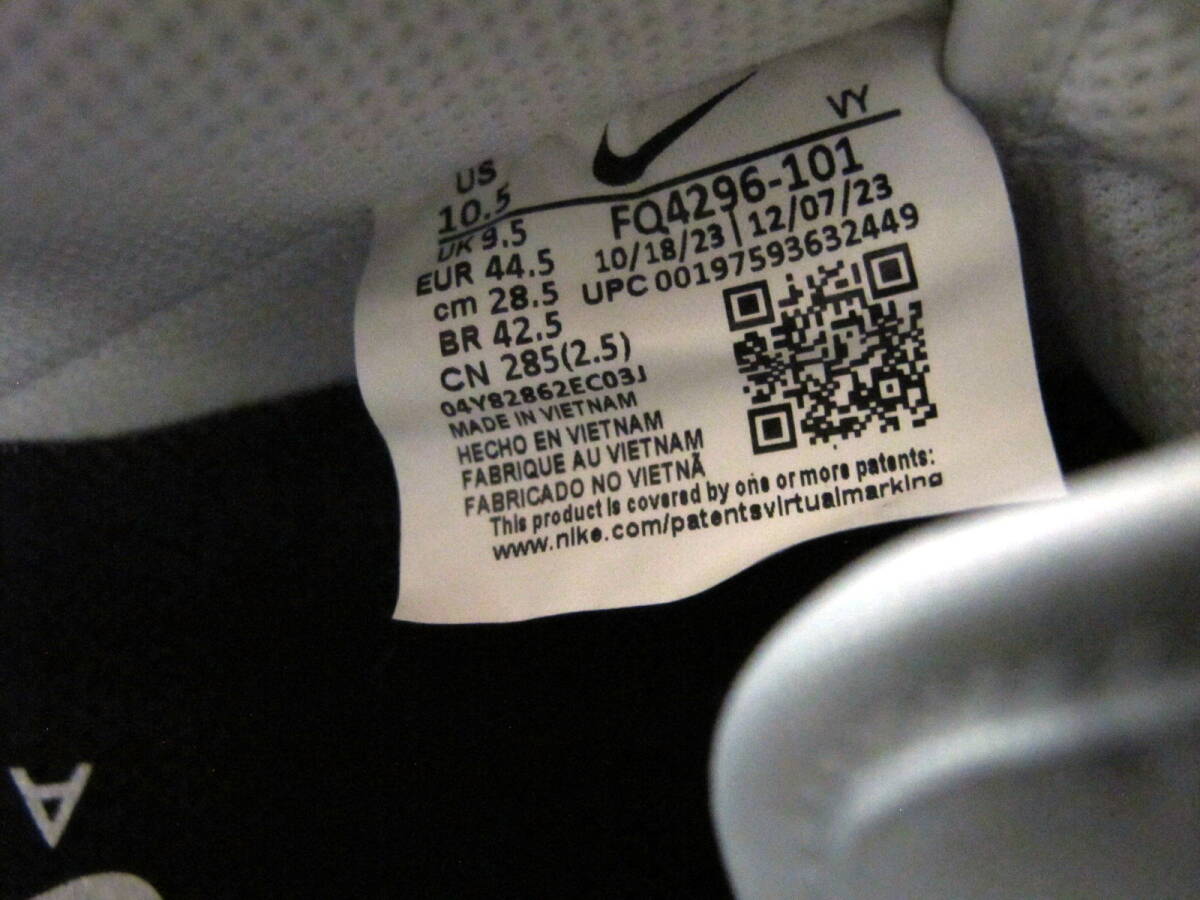 VY
US
10.5
UK 9.5
EUR 44.5
cm 28.5
BR 42.5
CN 285(2.5)
04Y82862EC03J
FQ4296-101
10/18/23 | 12/07/23
UPC 00197593632449
MADE IN VIETNAM
HECHO EN VIETNAM
FABRIQUE AU VIETNAM
FABRICADO NO VIETNÃ
This product is covered by one or more patents:
www.nike.com/patentsvirtualmarking
A